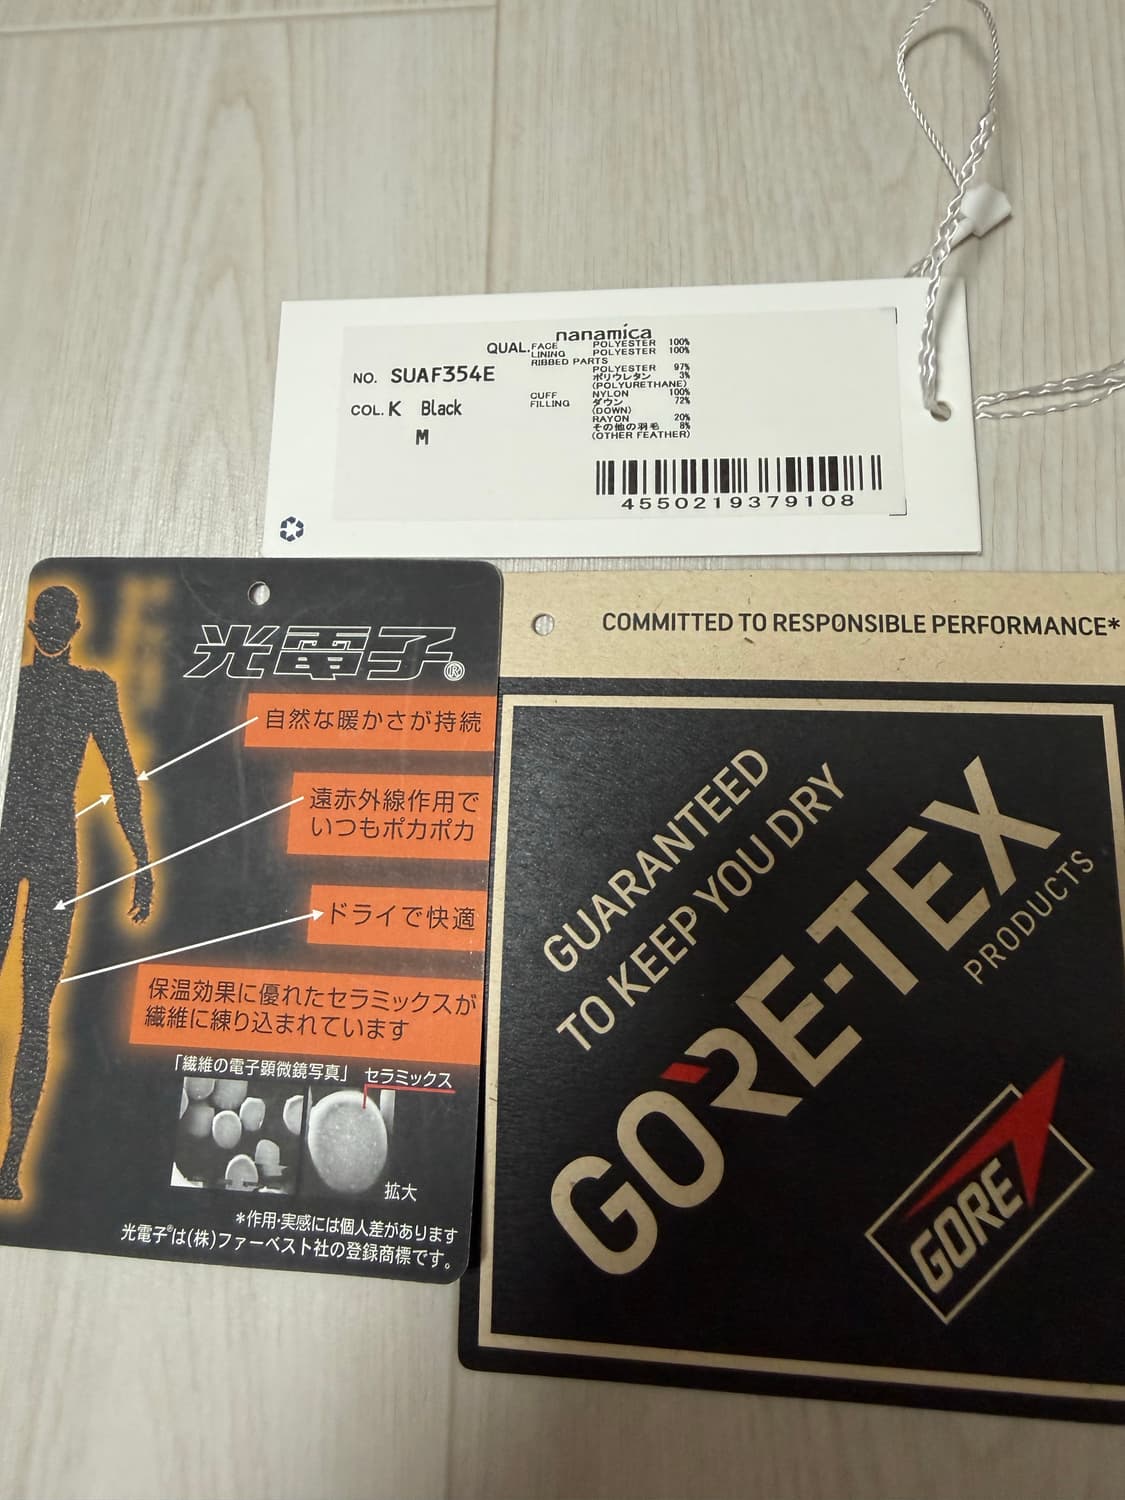 nanamica
QUAL. FACE POLYESTER 100%
LINING POLYESTER 100%
RIBBED PARTS
POLYESTER 97%
ポリウレタン 3%
(POLYURETHANE)
CUFF NYLON 100%
FILLING ダウン 72%
(DOWN)
RAYON 20%
その他の羽毛 8%
(OTHER FEATHER)
NO. SUAF354E
COL. K Black
M
4550219379108
光電子®
自然な暖かさが持続
遠赤外線作用で
いつもポカポカ
ドライで快適
保温効果に優れたセラミックスが
繊維に練り込まれています
「繊維の電子顕微鏡写真」 セラミックス
拡大
*作用・実感には個人差があります
光電子®は(株)ファーベスト社の登録商標です。
COMMITTED TO RESPONSIBLE PERFORMANCE*
GUARANTEED
TO KEEP YOU DRY
GORE-TEX
PRODUCTS
GORE